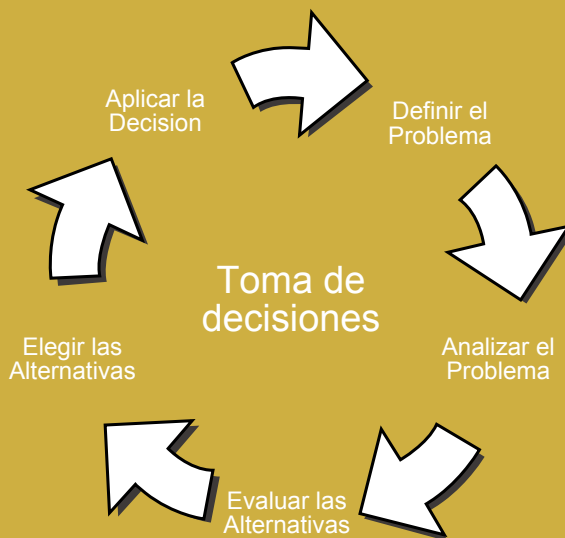 Aplicar la
Decision
Definir el
Problema
Toma de
decisiones
Elegir las
Alternativas
Analizar el
Problema
Evaluar las
Alternativas